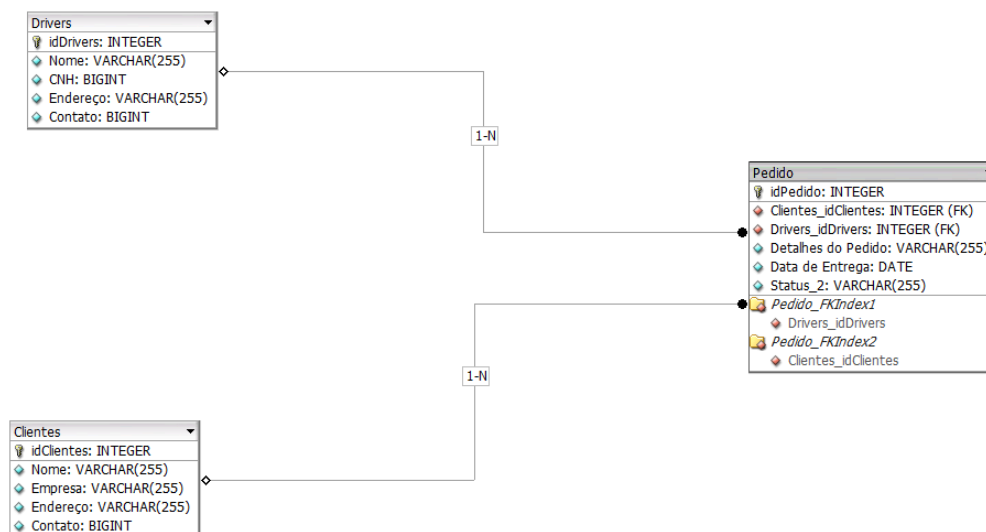 Drivers
idDrivers: INTEGER
Nome: VARCHAR(255)
CNH: BIGINT
Endereço: VARCHAR(255)
Contato: BIGINT
1-N
Pedido
idPedido: INTEGER
Clientes_idClientes: INTEGER (FK)
Drivers_idDrivers: INTEGER (FK)
Detalhes do Pedido: VARCHAR(255)
Data de Entrega: DATE
Status_2: VARCHAR(255)
Pedido_FKIndex1
Drivers_idDrivers
Pedido_FKIndex2
Clientes_idClientes
1-N
Clientes
idClientes: INTEGER
Nome: VARCHAR(255)
Empresa: VARCHAR(255)
Endereço: VARCHAR(255)
Contato: BIGINT